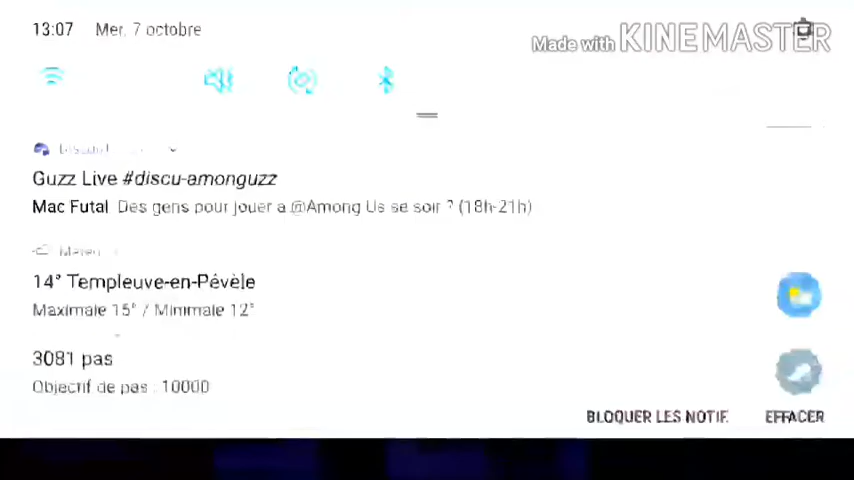 13:07 Mer. 7 octobre
Made with KINEMASTER
Guzz Live #discu-amonguzz
Mac Futal Des gens pour jouer a @Among Us se soir ? (18h-21h)
14° Templeuve-en-Pévèle
Maximale 15° / Minimale 12°
3081 pas
Objectif de pas : 10000
BLOQUER LES NOTIF. EFFACER